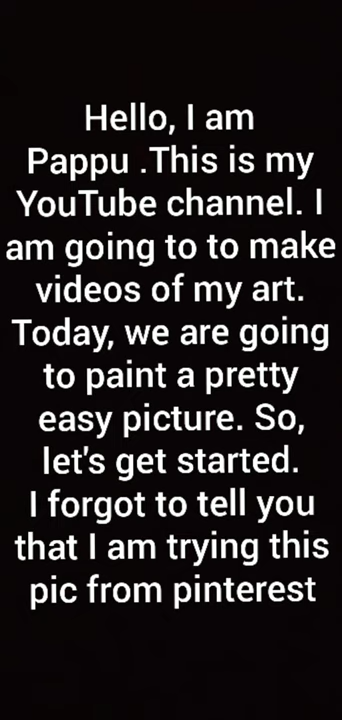 Hello, I am
Pappu .This is my
YouTube channel. I
am going to to make
videos of my art.
Today, we are going
to paint a pretty
easy picture. So,
let's get started.
I forgot to tell you
that I am trying this
pic from pinterest